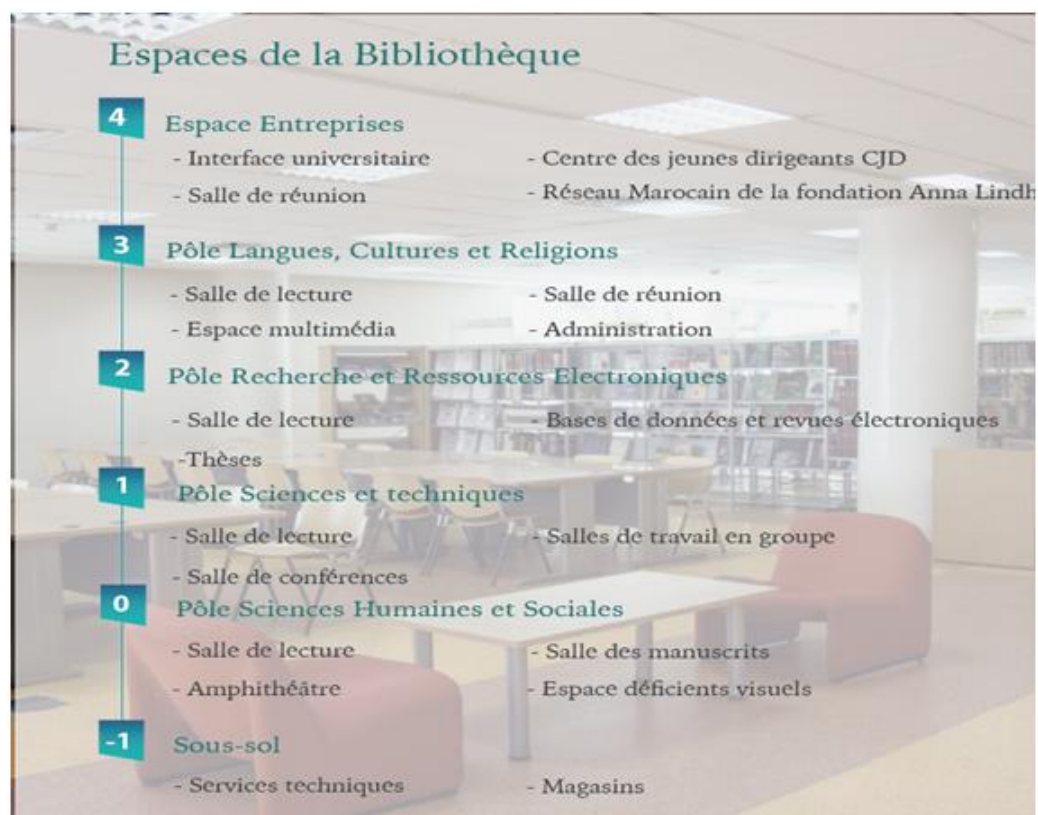 Espaces de la Bibliothèque
4
Espace Entreprises
- Interface universitaire
- Centre des jeunes dirigeants CJD
- Salle de réunion
- Réseau Marocain de la fondation Anna Lindh
3
Pôle Langues, Cultures et Religions
- Salle de lecture
- Salle de réunion
- Espace multimédia
- Administration
2
Pôle Recherche et Ressources Electroniques
- Salle de lecture
- Bases de données et revues électroniques
-Thèses
1
Pôle Sciences et techniques
- Salle de lecture
- Salles de travail en groupe
- Salle de conférences
0
Pôle Sciences Humaines et Sociales
- Salle de lecture
- Salle des manuscrits
- Amphithéâtre
- Espace déficients visuels
-1
Sous-sol
- Services techniques
- Magasins